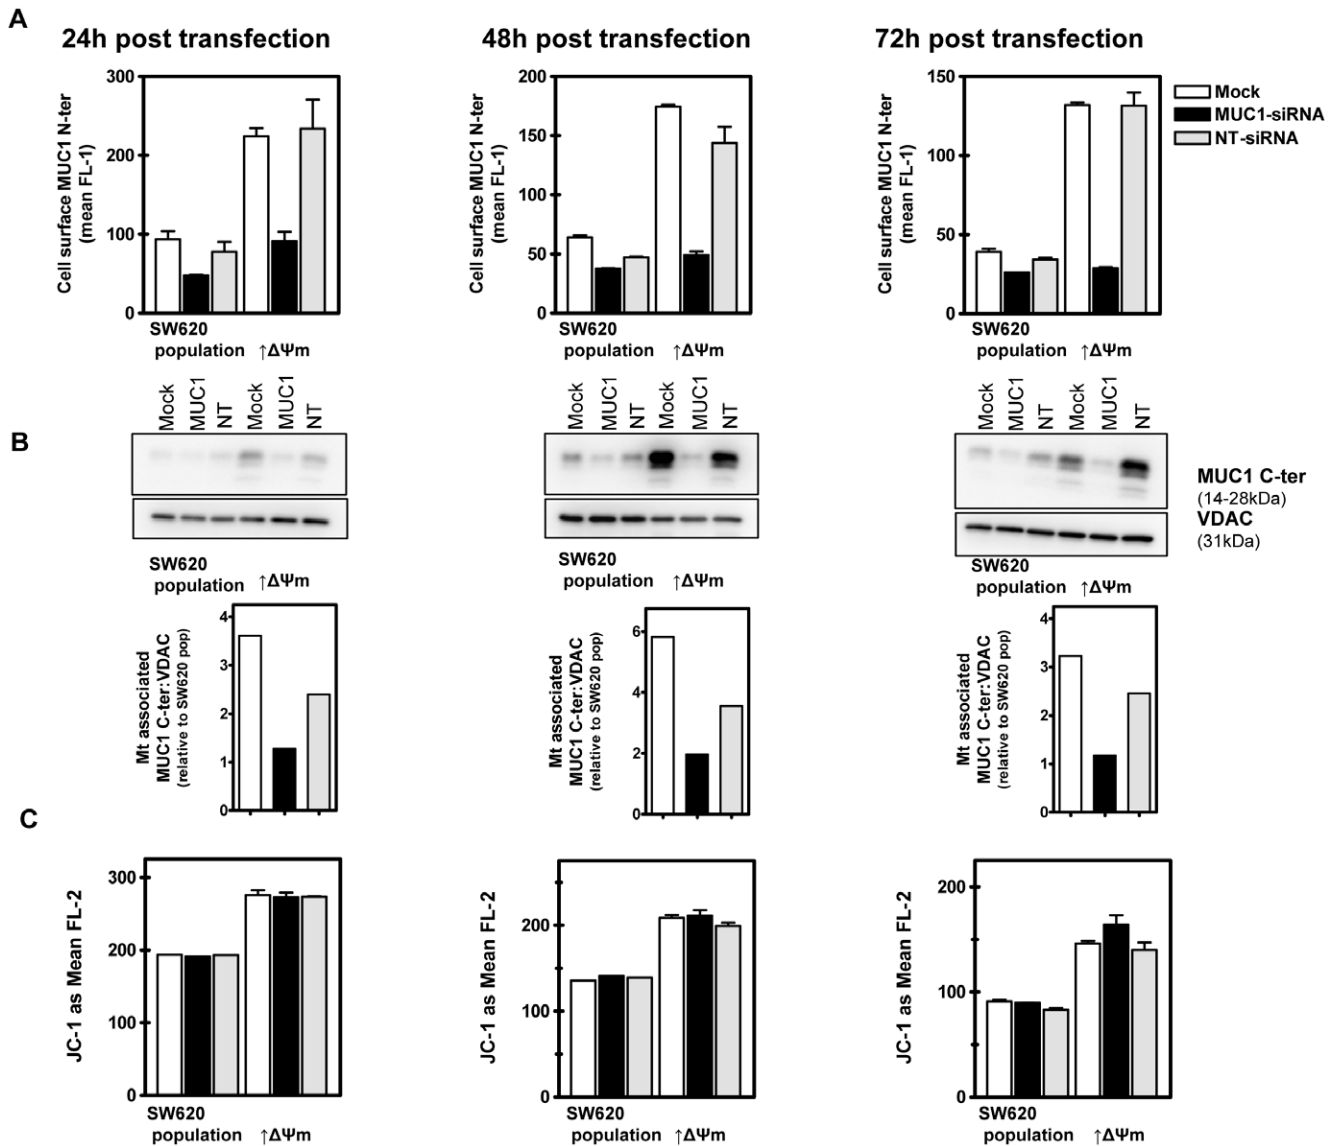 A
24h post transfection
48h post transfection
72h post transfection
Cell surface MUC1 N-ter
(mean FL-1)
300
200
100
0
SW620
population ↑ΔΨm
Cell surface MUC1 N-ter
(mean FL-1)
200
150
100
50
0
SW620
population ↑ΔΨm
Cell surface MUC1 N-ter
(mean FL-1)
150
100
50
0
SW620
population ↑ΔΨm
Mock
MUC1-siRNA
NT-siRNA
B
Mock
MUC1
NT
Mock
MUC1
NT
SW620
population ↑ΔΨm
Mock
MUC1
NT
Mock
MUC1
NT
SW620
population ↑ΔΨm
Mock
MUC1
NT
Mock
MUC1
NT
SW620
population ↑ΔΨm
MUC1 C-ter
(14-28kDa)
VDAC
(31kDa)
Mt associated
MUC1 C-ter:VDAC
(relative to SW620 pop)
4
3
2
1
0
Mt associated
MUC1 C-ter:VDAC
(relative to SW620 pop)
6
4
2
0
Mt associated
MUC1 C-ter:VDAC
(relative to SW620 pop)
4
3
2
1
0
C
JC-1 as Mean FL-2
300
200
100
0
SW620
population ↑ΔΨm
JC-1 as Mean FL-2
200
100
0
SW620
population ↑ΔΨm
JC-1 as Mean FL-2
200
100
0
SW620
population ↑ΔΨm